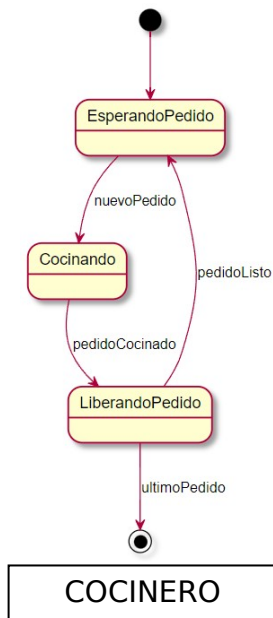 EsperandoPedido
nuevoPedido
Cocinando
pedidoListo
pedidoCocinado
LiberandoPedido
ultimoPedido
COCINERO